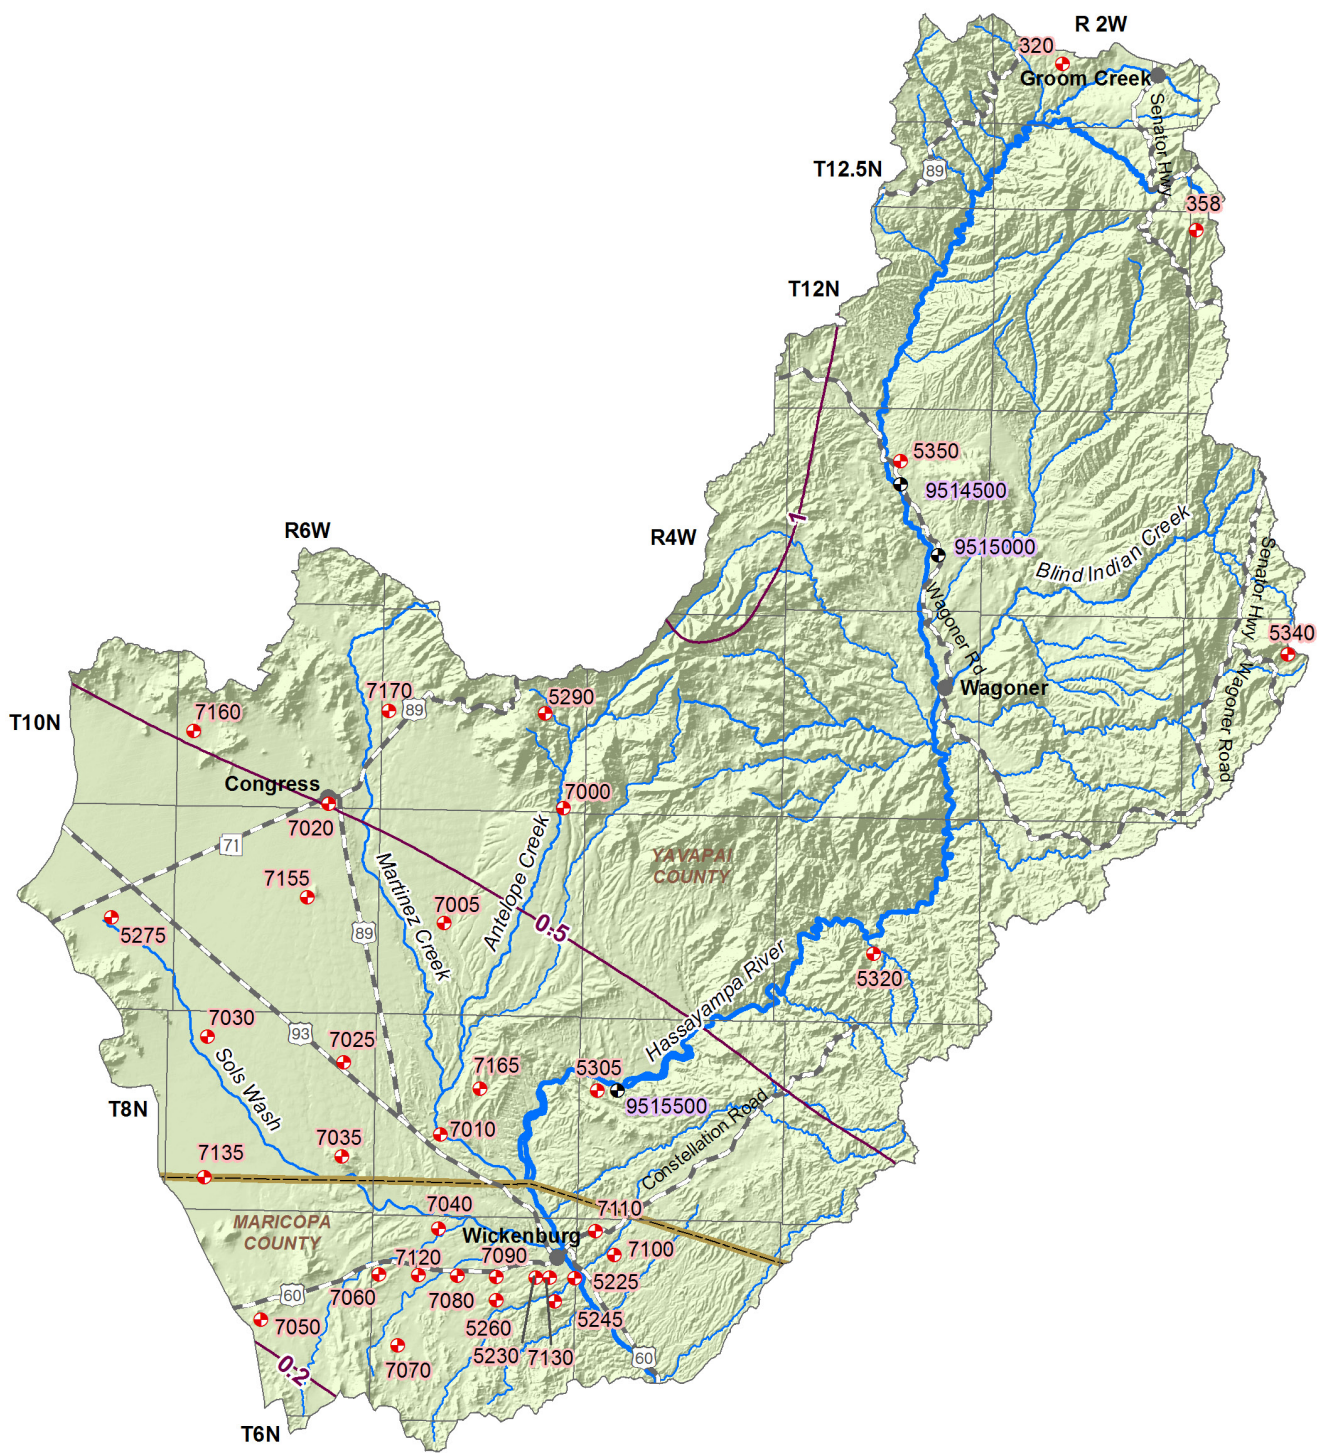 R 2W
320
Groom Creek
Senator Hwy
T12.5N
89
358
T12N
1
5350
9514500
R6W
R4W
9515000
Blind Indian Creek
Senator Hwy
Wagoner Rd
5340
Wagoner
Wagoner Road
7170
89
5290
T10N
7160
Congress
7020
7000
71
YAVAPAI
COUNTY
Martinez Creek
Antelope Creek
7155
7005
5275
89
0.5
Hassayampa River
5320
7030
93
7025
Sols Wash
7165
5305
9515500
T8N
7010
Constellation Road
7035
7135
7040
7110
MARICOPA
COUNTY
Wickenburg
7120
7090
7100
60
7060
7080
5225
7050
5260
5245
5230
7130
60
7070
0.2
T6N